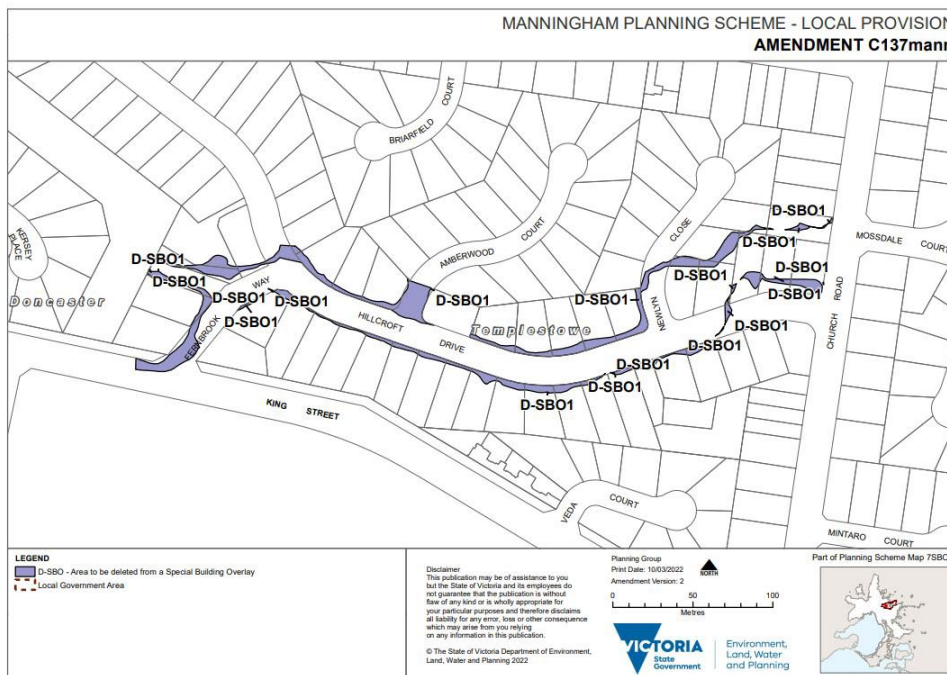 MANNINGHAM PLANNING SCHEME - LOCAL PROVISION
AMENDMENT C137mann
BRIARFIELD
COURT
KERSEY
PLACE
AMBERWOOD
COURT
CLOSE
D-SBO1
D-SBO1
MOSSDALE COURT
D-SBO1
D-SBO1
D-SBO1
D-SBO1
D-SBO1
D-SBO1
D-SBO1
D-SBO1
D-SBO1
D-SBO1
D-SBO1
WAY
Doncaster
HILLCROFT
DRIVE
Templestowe
NEWLYN
CHURCH ROAD
FERNBROOK
D-SBO1
D-SBO1
D-SBO1
KING STREET
VEDA
COURT
MINTARO COURT
LEGEND
D-SBO - Area to be deleted from a Special Building Overlay
Local Government Area
Disclaimer
This publication may be of assistance to you
but the State of Victoria and its employees do
not guarantee that the publication is without
flaw of any kind or is wholly appropriate for
your particular purposes and therefore disclaims
all liability for any error, loss or other consequence
which may arise from you relying
on any information in this publication.
© The State of Victoria Department of Environment,
Land, Water and Planning 2022
Planning Group
Print Date: 10/03/2022
Amendment Version: 2
NORTH
0 50 100
Metres
VICTORIA
State
Government
Environment,
Land, Water
and Planning
Part of Planning Scheme Map 7SBO